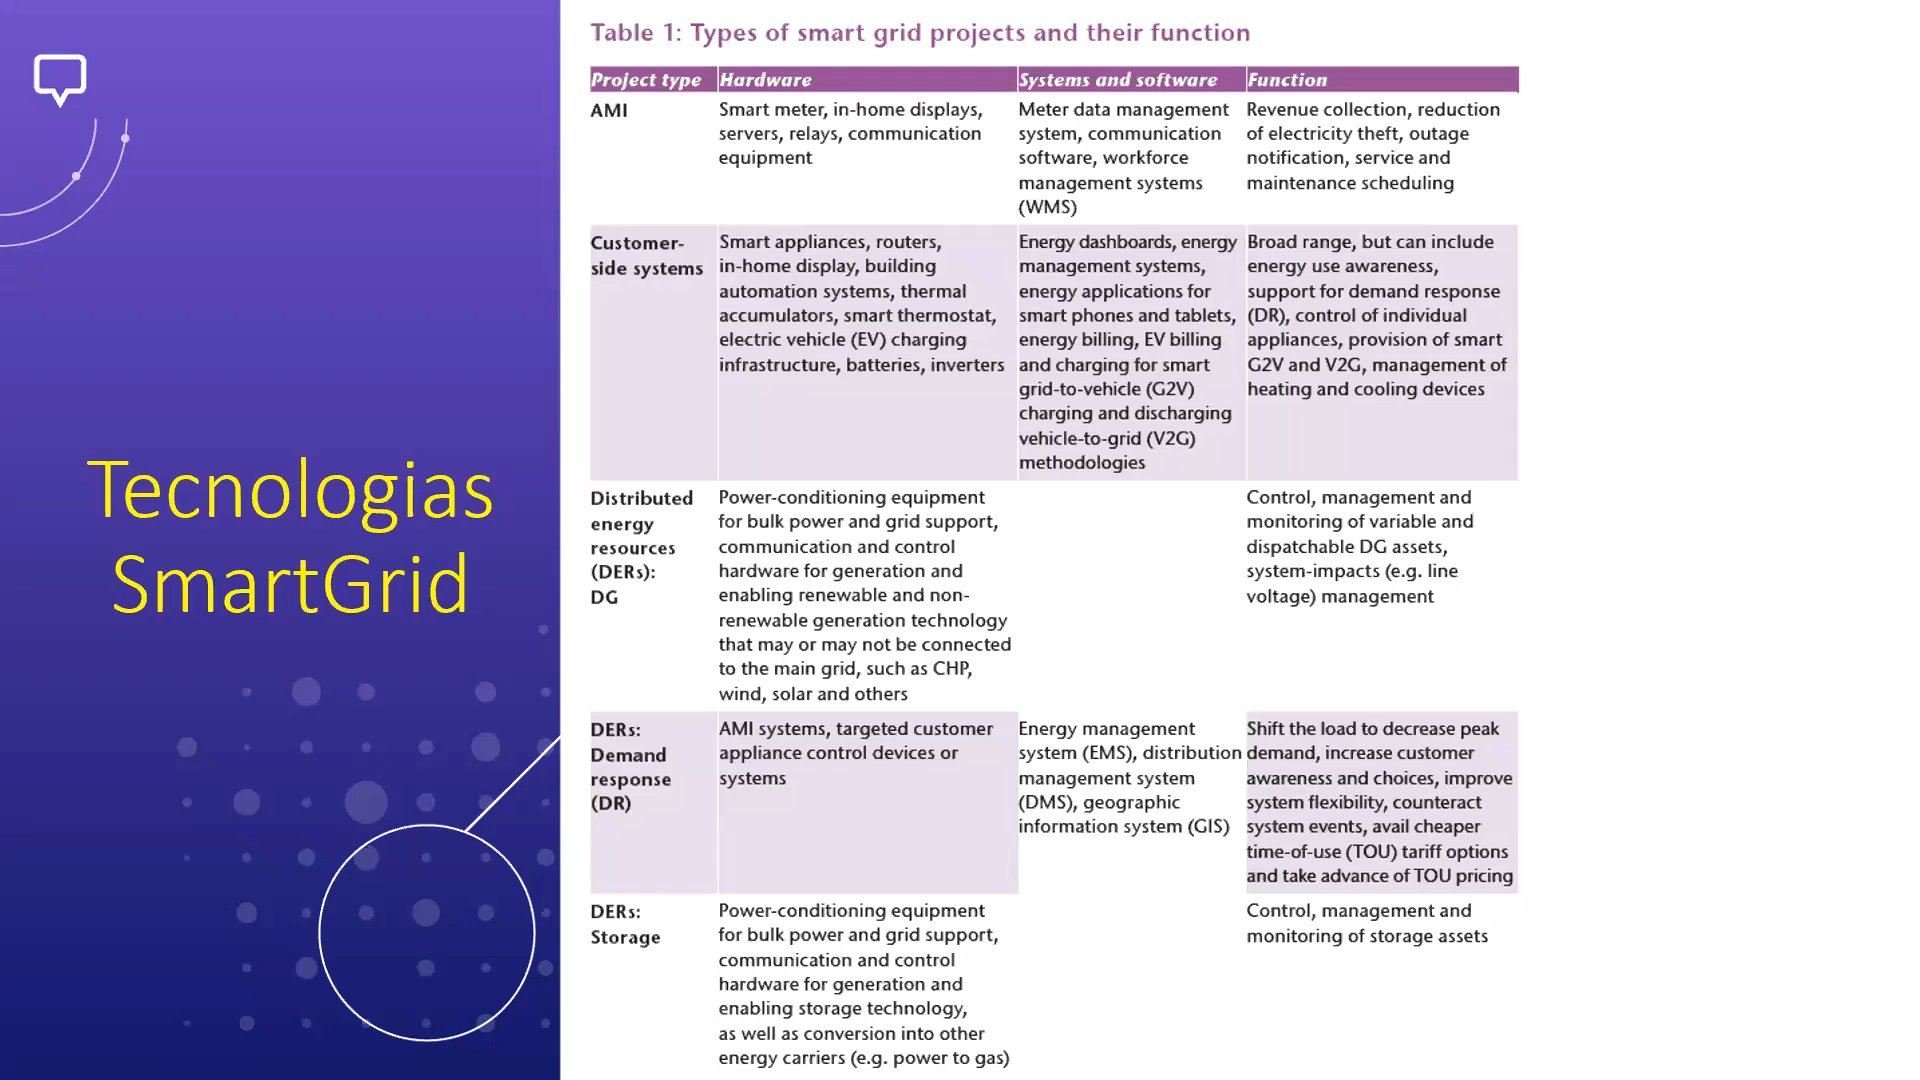 Tecnologias
SmartGrid
Table 1: Types of smart grid projects and their function
Project type Hardware Systems and software Function
AMI
Smart meter, in-home displays,
servers, relays, communication
equipment
Meter data management
system, communication
software, workforce
management systems
(WMS)
Revenue collection, reduction
of electricity theft, outage
notification, service and
maintenance scheduling
Customer-
side systems
Smart appliances, routers,
in-home display, building
automation systems, thermal
accumulators, smart thermostat,
electric vehicle (EV) charging
infrastructure, batteries, inverters
Energy dashboards, energy
management systems,
energy applications for
smart phones and tablets,
energy billing, EV billing
and charging for smart
grid-to-vehicle (G2V)
charging and discharging
vehicle-to-grid (V2G)
methodologies
Broad range, but can include
energy use awareness,
support for demand response
(DR), control of individual
appliances, provision of smart
G2V and V2G, management of
heating and cooling devices
Distributed
energy
resources
(DERs):
DG
Power-conditioning equipment
for bulk power and grid support,
communication and control
hardware for generation and
enabling renewable and non-
renewable generation technology
that may or may not be connected
to the main grid, such as CHP,
wind, solar and others
Control, management and
monitoring of variable and
dispatchable DG assets,
system-impacts (e.g. line
voltage) management
DERs:
Demand
response
(DR)
AMI systems, targeted customer
appliance control devices or
systems
Energy management
system (EMS), distribution
management system
(DMS), geographic
information system (GIS)
Shift the load to decrease peak
demand, increase customer
awareness and choices, improve
system flexibility, counteract
system events, avail cheaper
time-of-use (TOU) tariff options
and take advance of TOU pricing
DERs:
Storage
Power-conditioning equipment
for bulk power and grid support,
communication and control
hardware for generation and
enabling storage technology,
as well as conversion into other
energy carriers (e.g. power to gas)
Control, management and
monitoring of storage assets